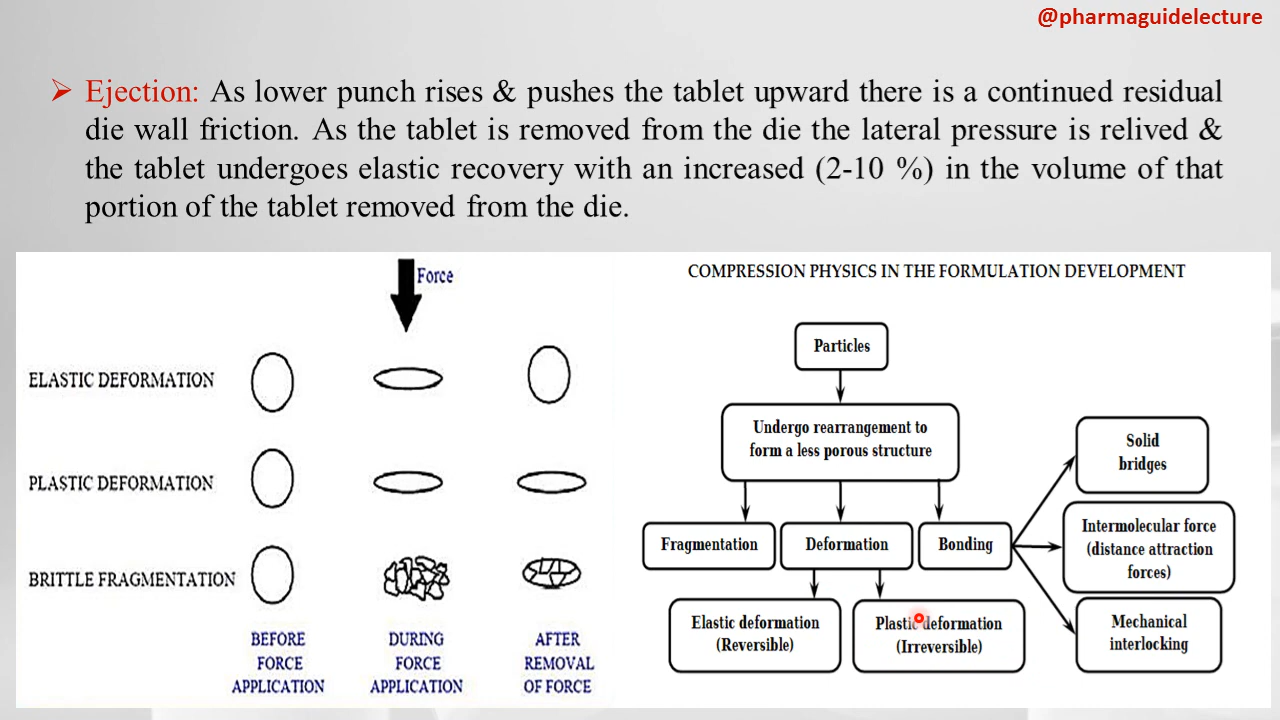 @pharmaguidelecture
Ejection: As lower punch rises & pushes the tablet upward there is a continued residual
die wall friction. As the tablet is removed from the die the lateral pressure is relived &
the tablet undergoes elastic recovery with an increased (2-10 %) in the volume of that
portion of the tablet removed from the die.
Force
ELASTIC DEFORMATION
PLASTIC DEFORMATION
BRITTLE FRAGMENTATION
BEFORE
FORCE
APPLICATION
DURING
FORCE
APPLICATION
AFTER
REMOVAL
OF FORCE
COMPRESSION PHYSICS IN THE FORMULATION DEVELOPMENT
Particles
Undergo rearrangement to
form a less porous structure
Fragmentation
Deformation
Bonding
Elastic deformation
(Reversible)
Plastic deformation
(Irreversible)
Solid
bridges
Intermolecular force
(distance attraction
forces)
Mechanical
interlocking